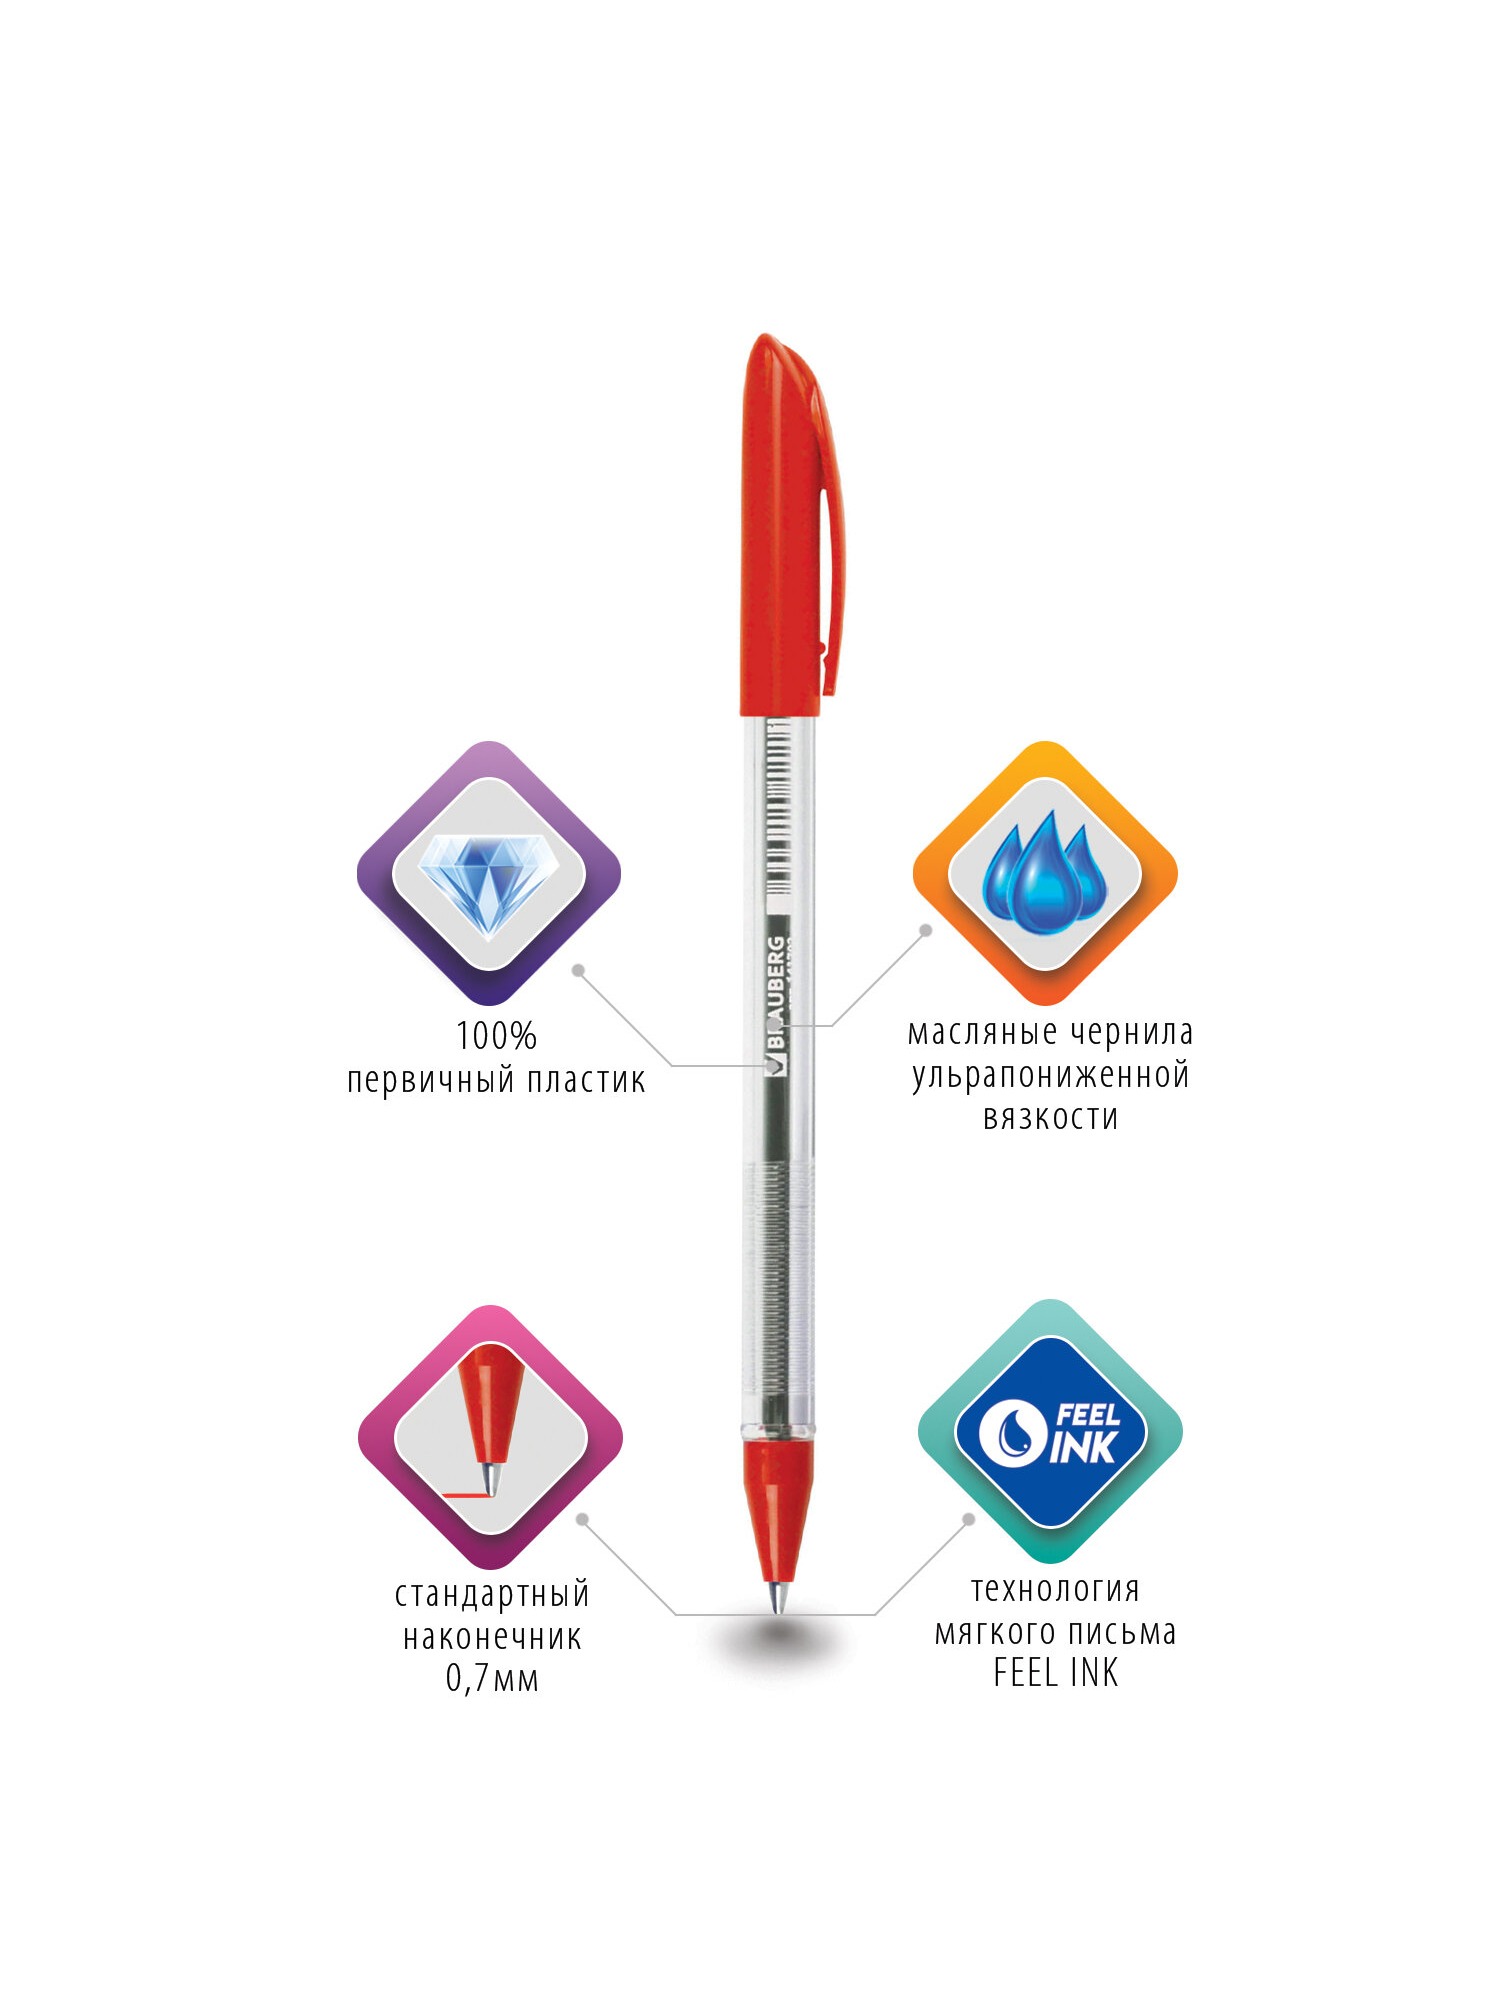 BRAUBERG
100%
первичный пластик
масляные чернила
ульрапониженной
вязкости
стандартный
наконечник
0,7мм
FEEL
INK
технология
мягкого письма
FEEL INK